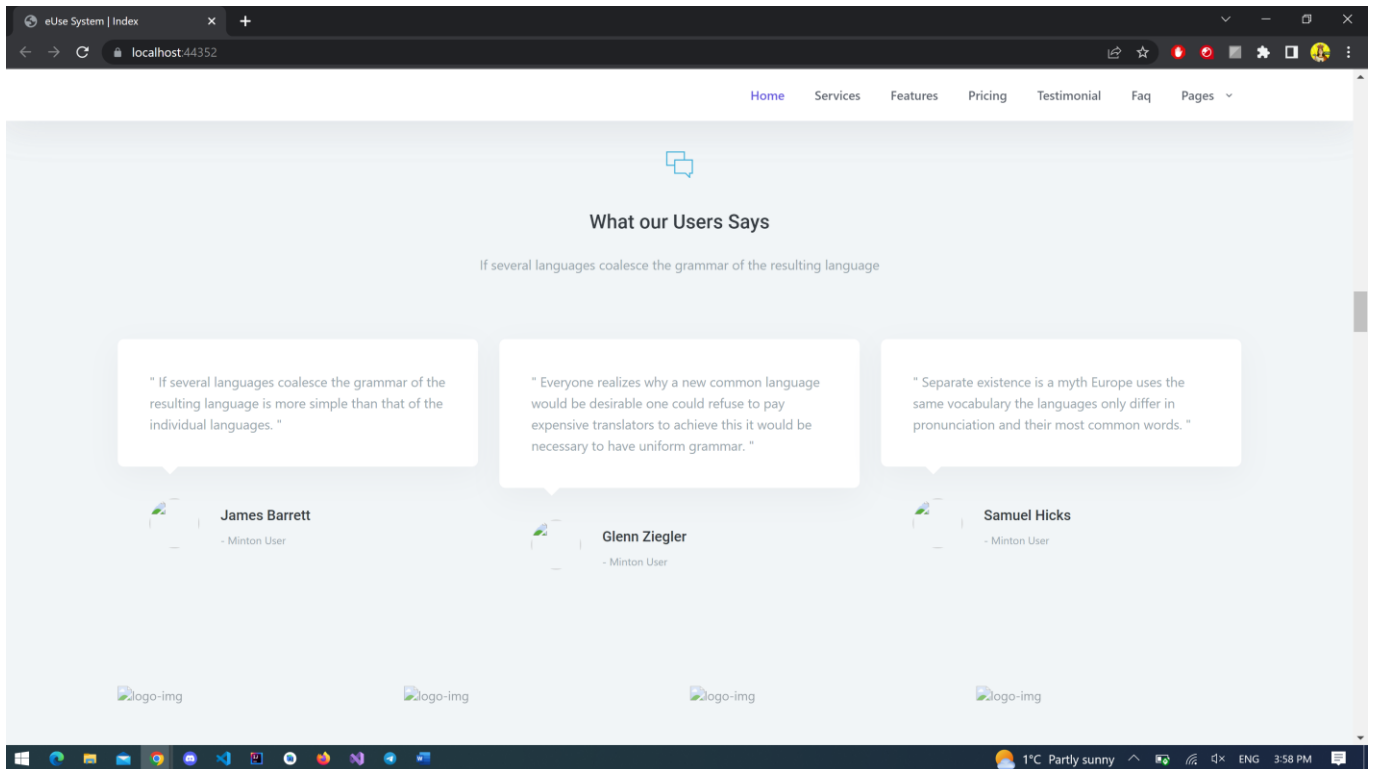 eUse System | Index
localhost:44352
Home Services Features Pricing Testimonial Faq Pages
What our Users Says
If several languages coalesce the grammar of the resulting language
" If several languages coalesce the grammar of the
resulting language is more simple than that of the
individual languages. "
James Barrett
- Minton User
" Everyone realizes why a new common language
would be desirable one could refuse to pay
expensive translators to achieve this it would be
necessary to have uniform grammar. "
Glenn Ziegler
- Minton User
" Separate existence is a myth Europe uses the
same vocabulary the languages only differ in
pronunciation and their most common words. "
Samuel Hicks
- Minton User
logo-img logo-img logo-img logo-img
1°C Partly sunny ENG 3:58 PM